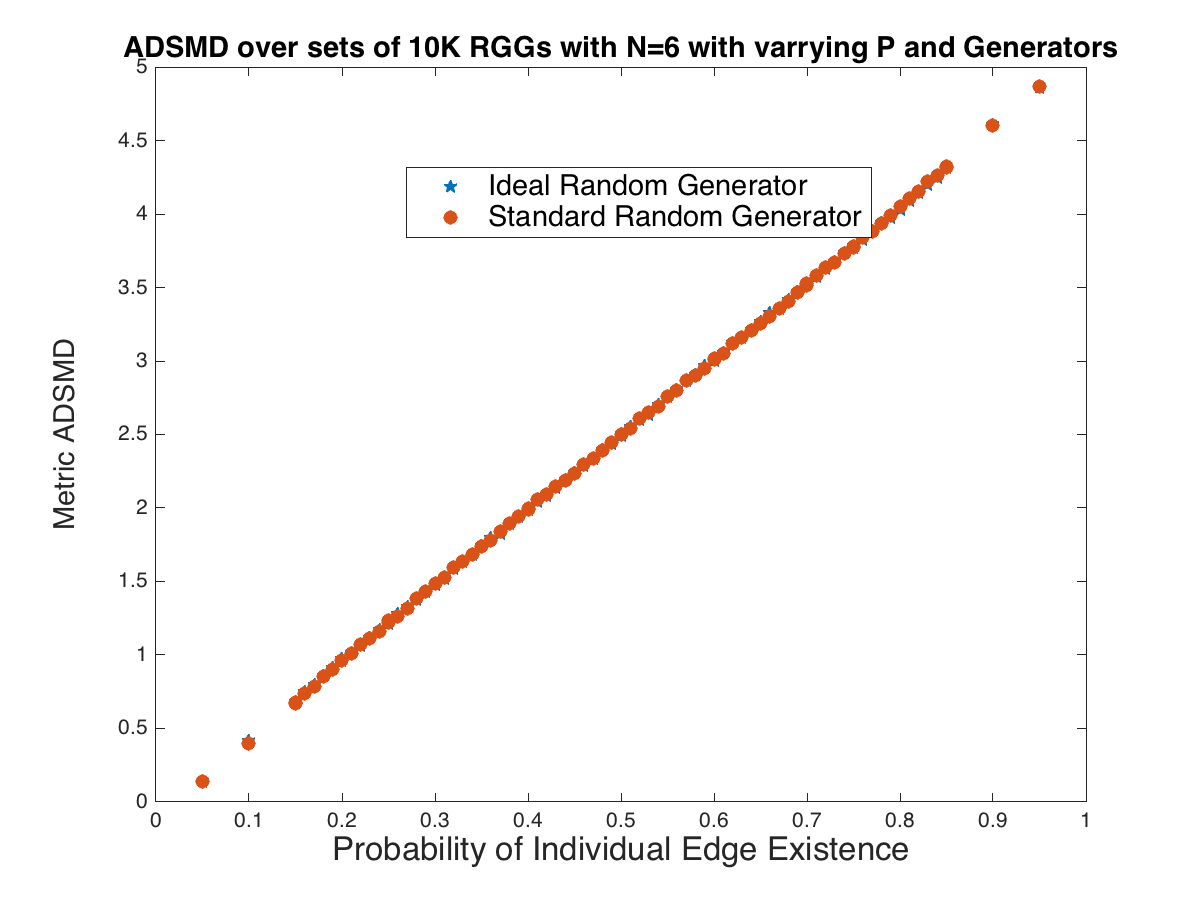 ADSMD over sets of 10K RGGs with N=6 with varrying P and Generators
5
4.5
4
3.5
3
2.5
2
1.5
1
0.5
0
Metric ADSMD
Ideal Random Generator
Standard Random Generator
0 0.1 0.2 0.3 0.4 0.5 0.6 0.7 0.8 0.9 1
Probability of Individual Edge Existence